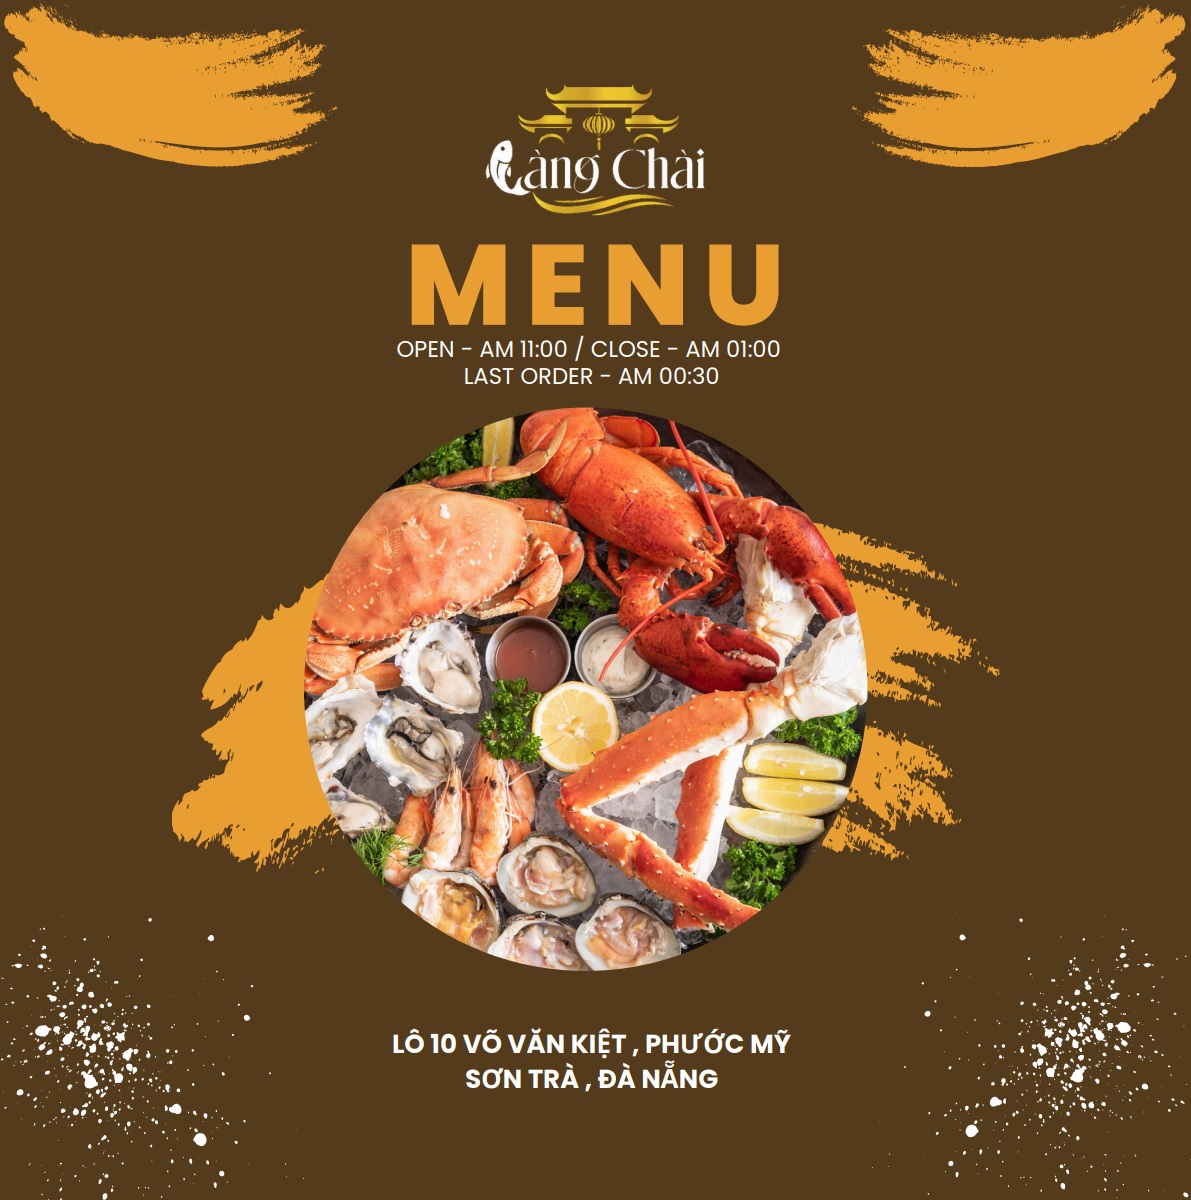 Làng Chài
MENU
OPEN - AM 11:00 / CLOSE - AM 01:00
LAST ORDER - AM 00:30
LÔ 10 VÕ VĂN KIỆT , PHƯỚC MỸ
SƠN TRÀ , ĐÀ NẴNG